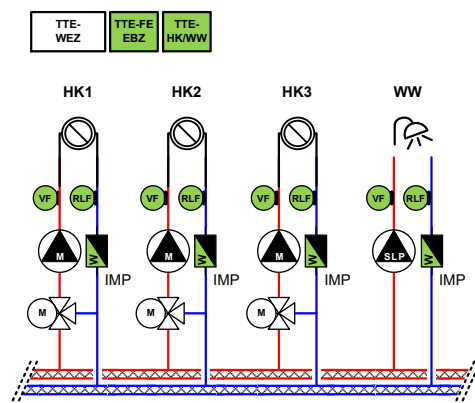 TTE-
WEZ
TTE-FE
EBZ
TTE-
HK/WW
HK1 HK2 HK3 WW
VF RLF VF RLF VF RLF VF RLF
M W M W M W SLP W
IMP IMP IMP IMP
M M M